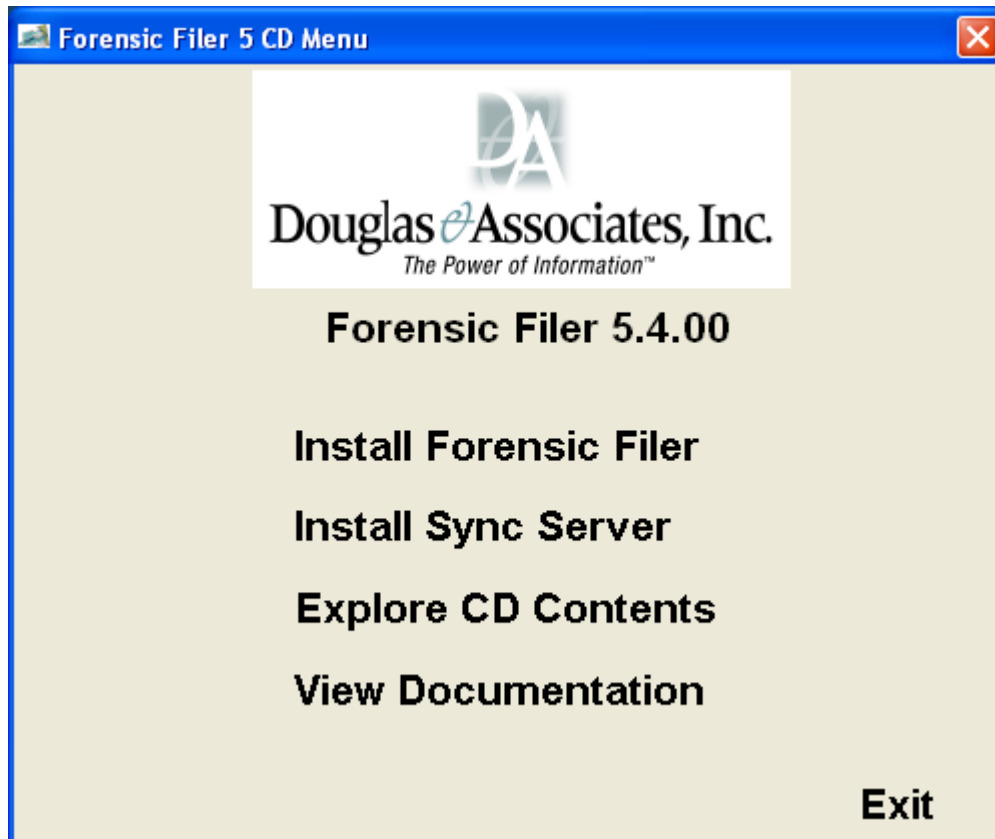 Forensic Filer 5 CD Menu
DA
Douglas & Associates, Inc.
The Power of Information™
Forensic Filer 5.4.00
Install Forensic Filer
Install Sync Server
Explore CD Contents
View Documentation
Exit